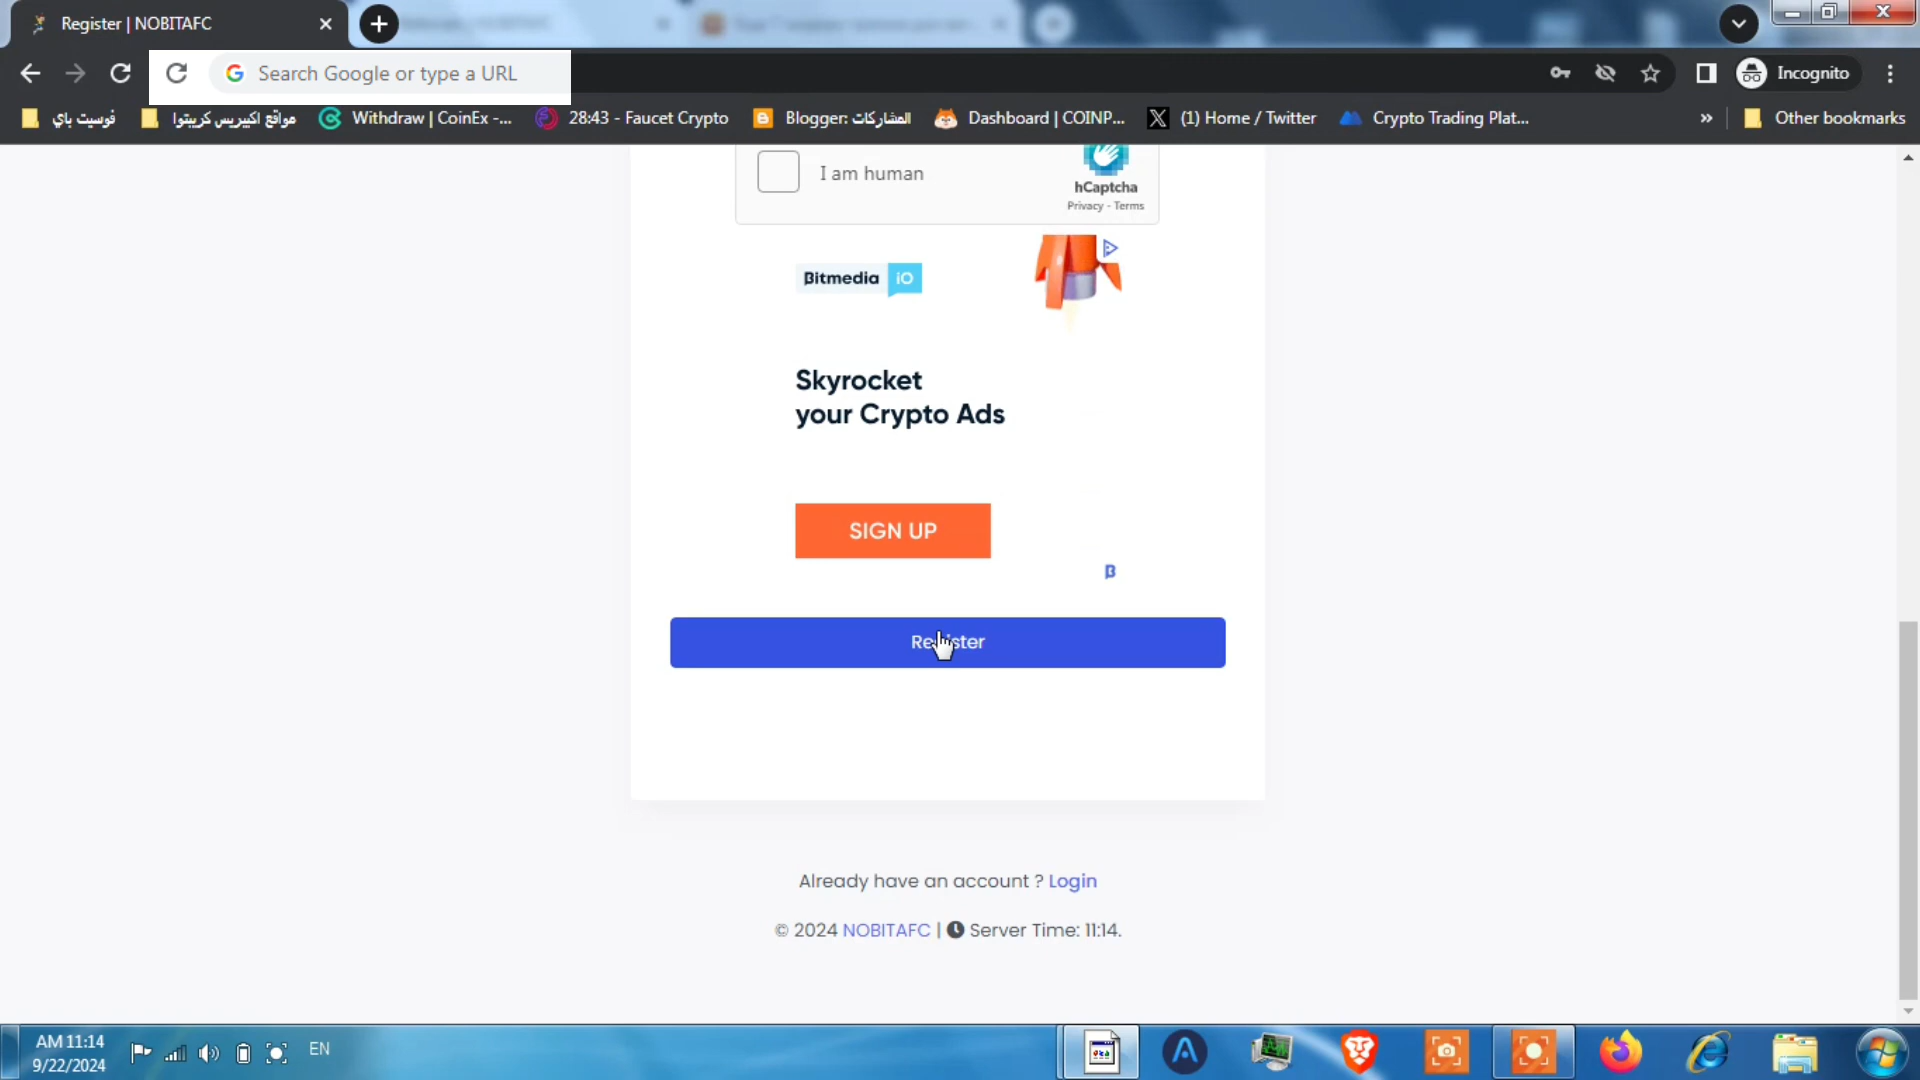 Register | NOBITAFC
Search Google or type a URL
Incognito
فوسيت باي
مواقع اكبيريس كريبتوا
Withdraw | CoinEx -...
28:43 - Faucet Crypto
Blogger: المشاركات
Dashboard | COINP...
(1) Home / Twitter
Crypto Trading Plat...
»
Other bookmarks
I am human
hCaptcha
Privacy - Terms
Bitmedia iO
Skyrocket
your Crypto Ads
SIGN UP
Register
Already have an account ? Login
© 2024 NOBITAFC | Server Time: 11:14.
AM 11:14
9/22/2024
EN